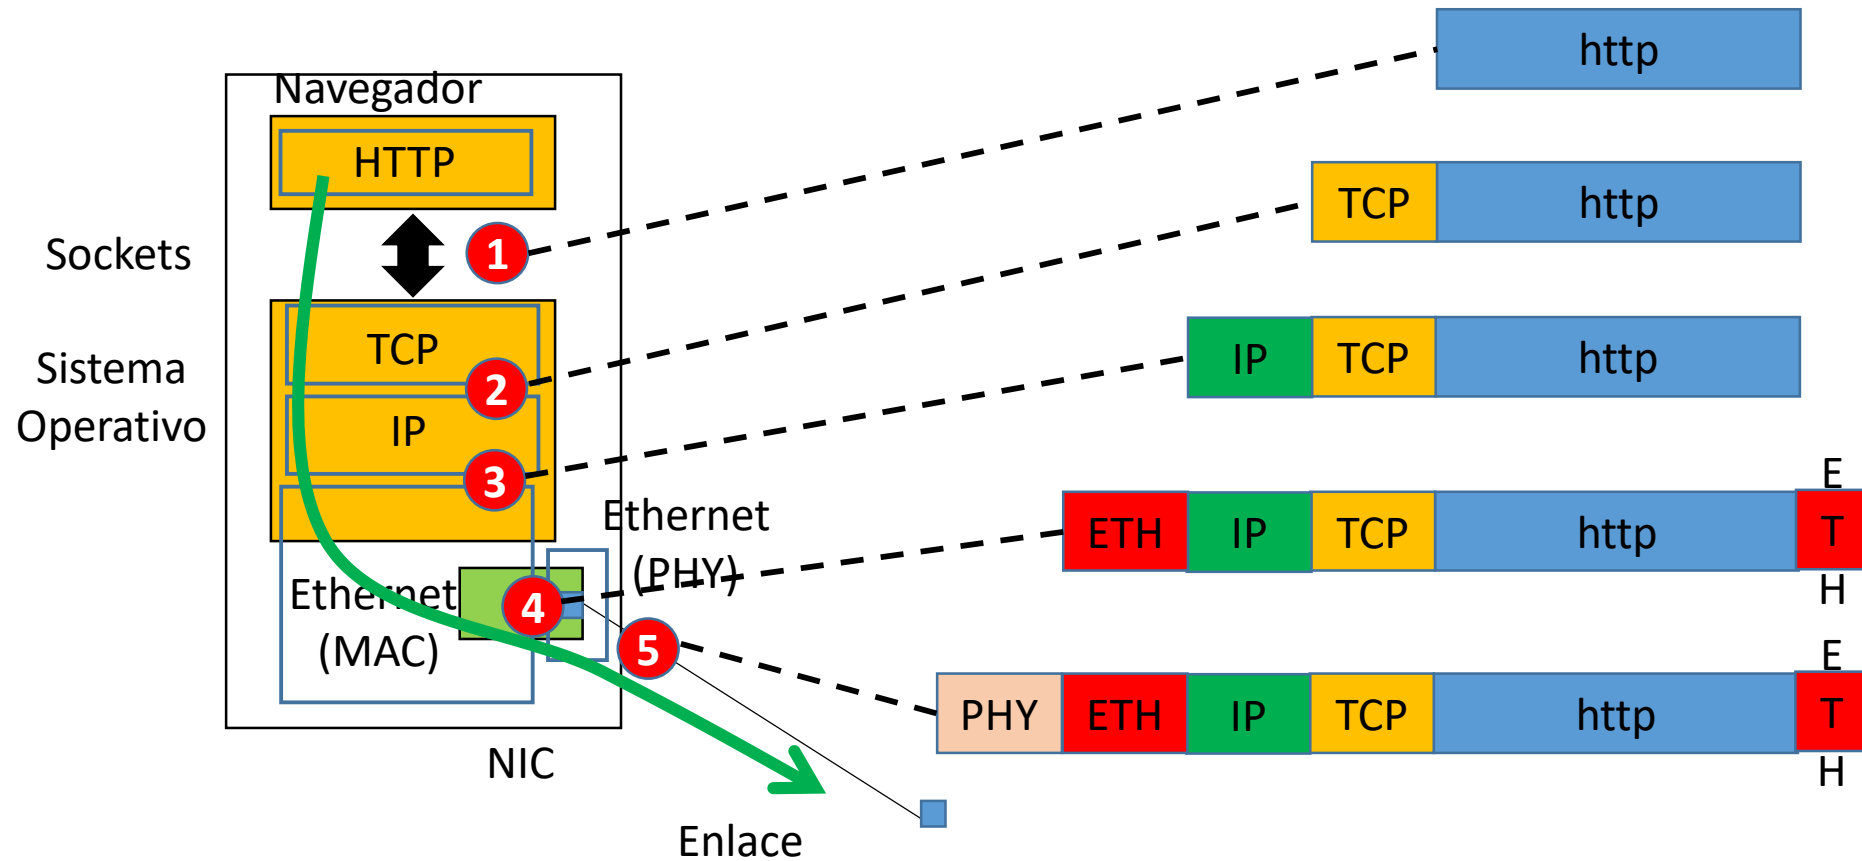 Navegador
HTTP
Sockets
1
TCP
Sistema
Operativo
2
IP
3
Ethernet
(PHY)
Ethernet
(MAC)
4
5
NIC
Enlace
http
TCP http
IP TCP http
ETH IP TCP http E
T
H
PHY ETH IP TCP http E
T
H